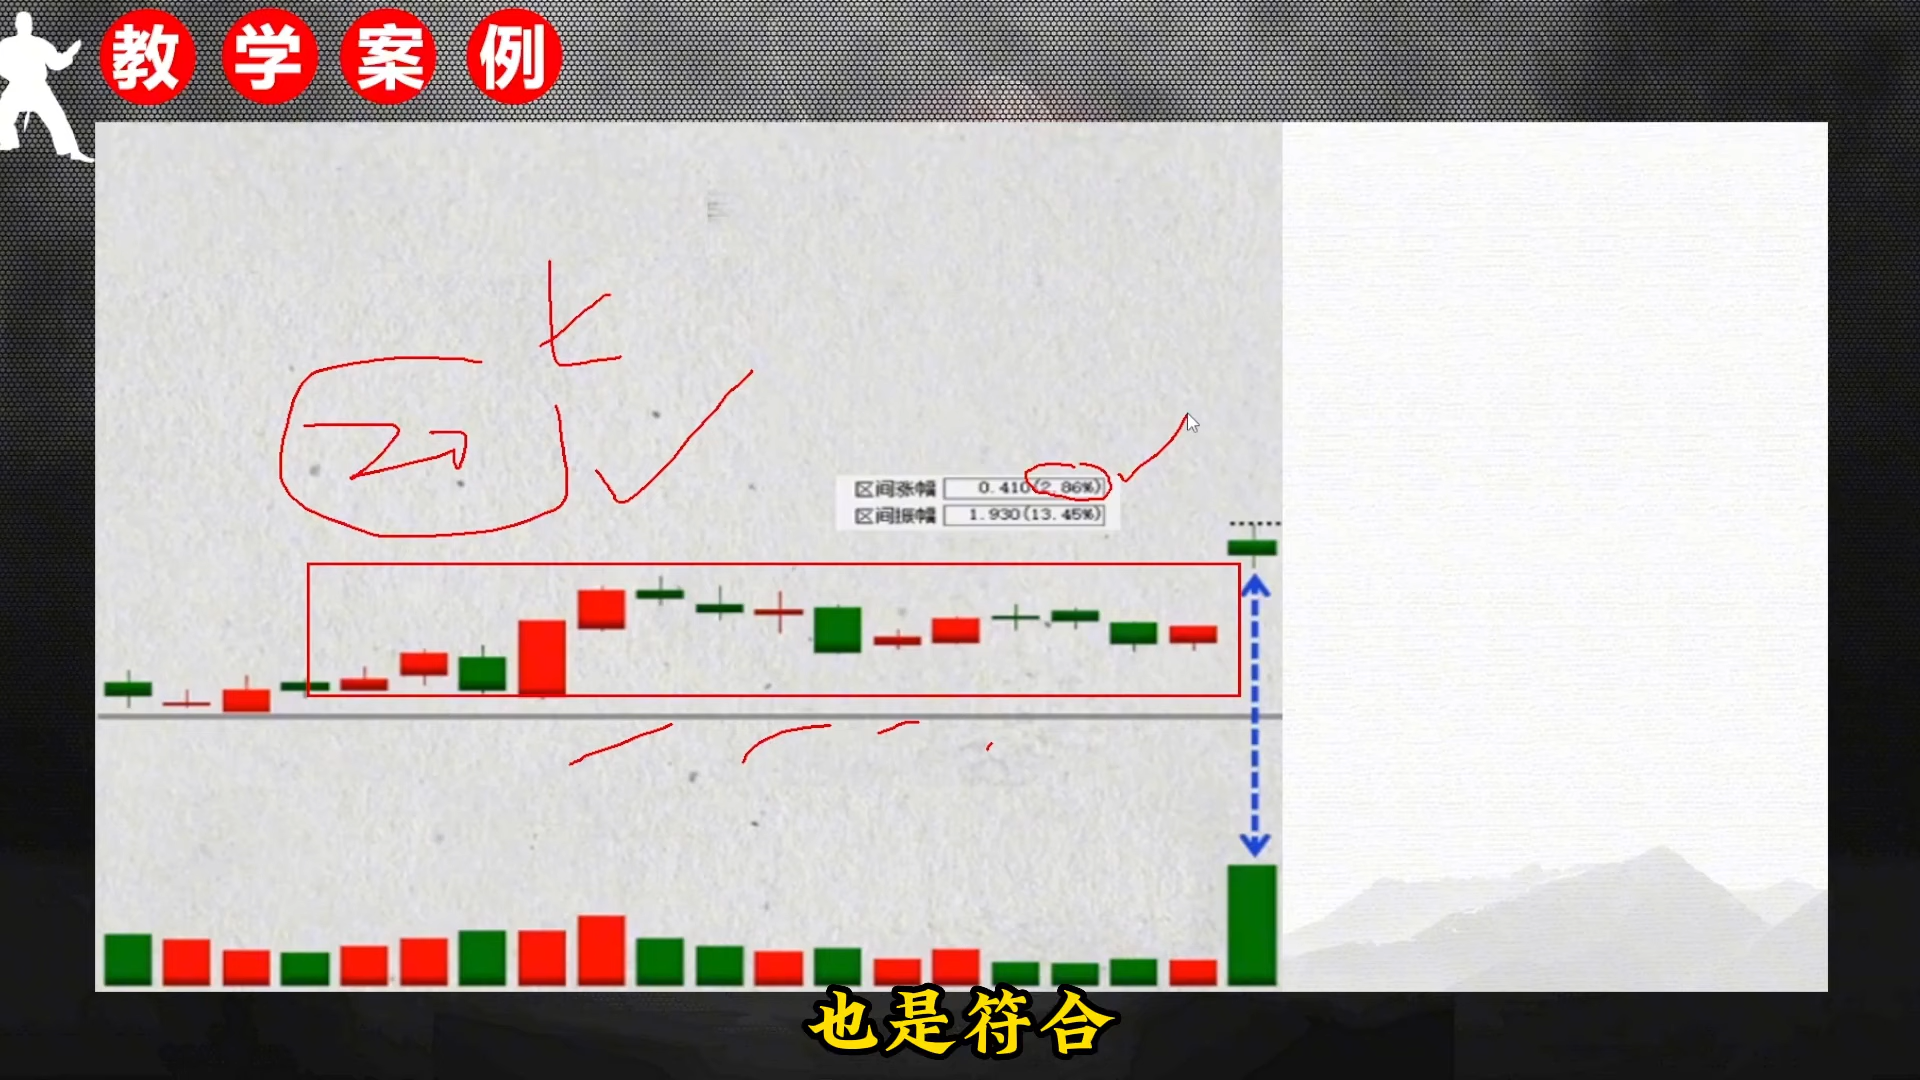 教学案例
区间涨幅 0.410(2.86%)
区间振幅 1.930(13.45%)
也是符合